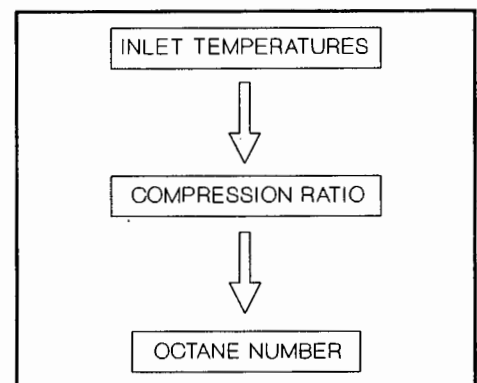 INLET TEMPERATURES
COMPRESSION RATIO
OCTANE NUMBER